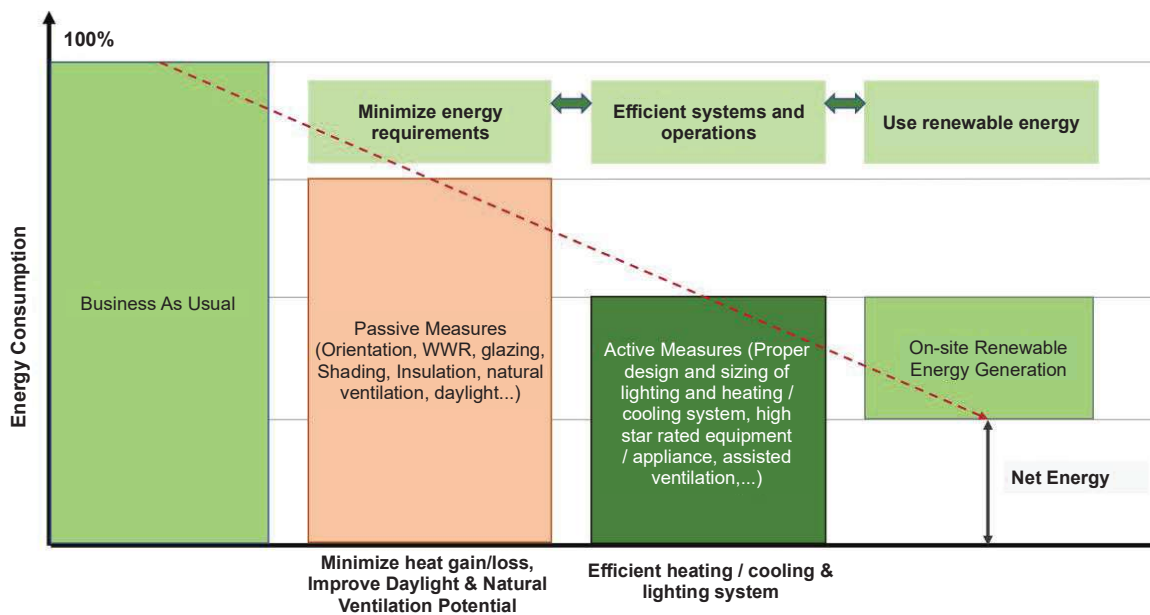 100%
Minimize energy
requirements
Efficient systems and
operations
Use renewable energy
Energy Consumption
Business As Usual
Passive Measures
(Orientation, WWR, glazing,
Shading, Insulation, natural
ventilation, daylight...)
Active Measures (Proper
design and sizing of
lighting and heating /
cooling system, high
star rated equipment
/ appliance, assisted
ventilation,...)
On-site Renewable
Energy Generation
Net Energy
Minimize heat gain/loss,
Improve Daylight & Natural
Ventilation Potential
Efficient heating / cooling &
lighting system